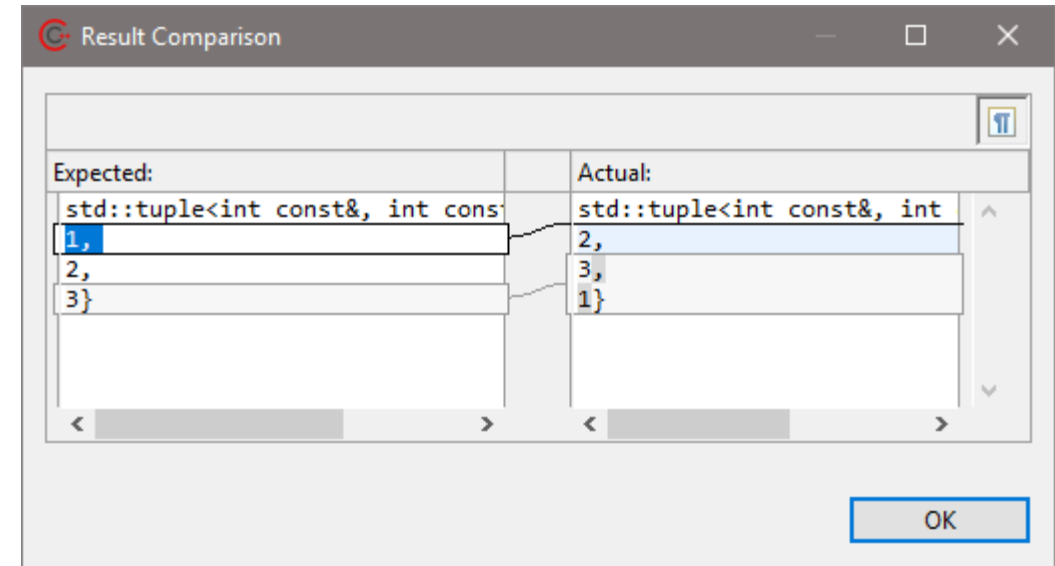 Result Comparison
Expected:
std::tuple<int const&, int cons
1,
2,
3}
Actual:
std::tuple<int const&, int
2,
3,
1}
OK